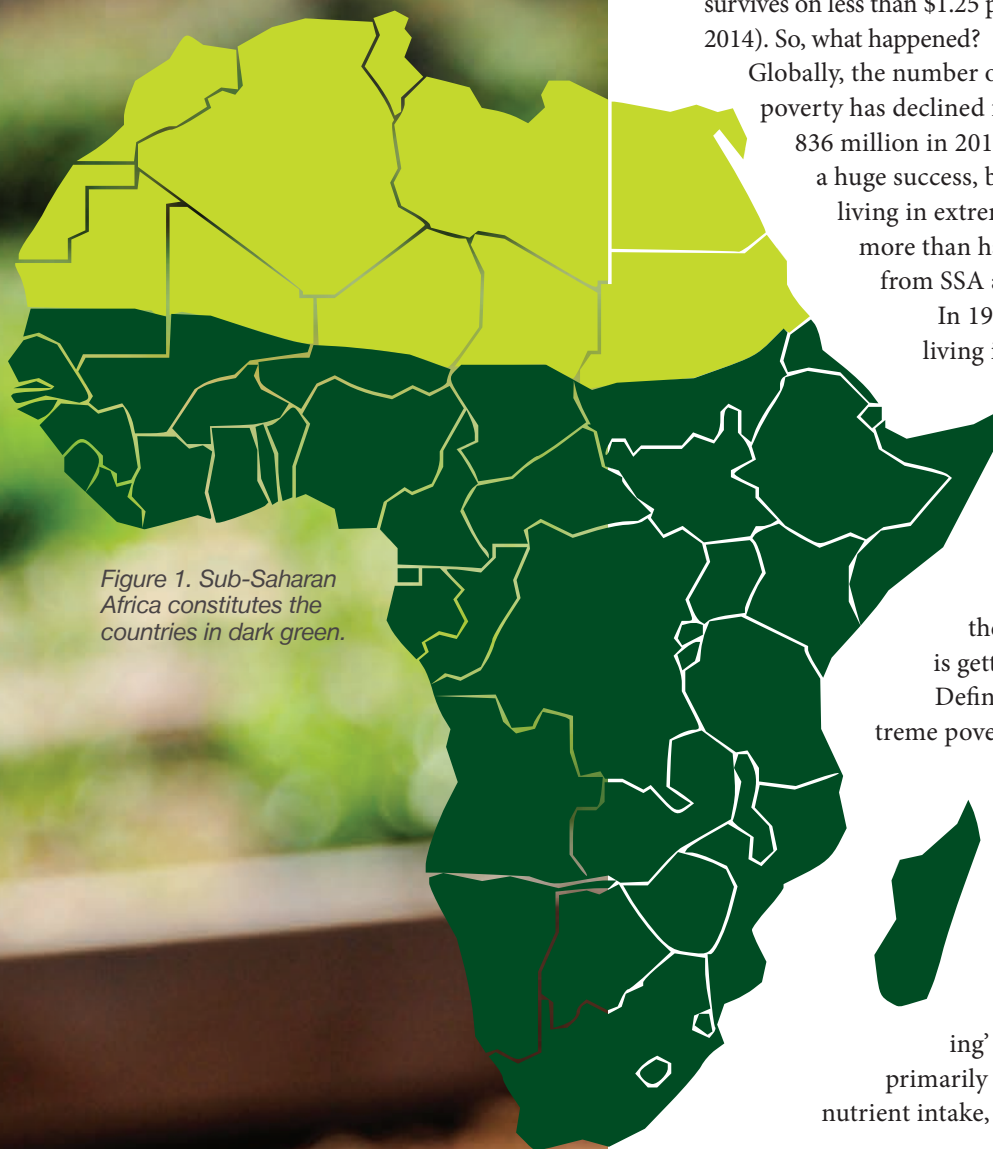 survives on less than $1.25 p
2014). So, what happened?
Globally, the number o
poverty has declined
836 million in 201
a huge success, b
living in extre
more than ha
from SSA a
In 19
living i
Figure 1. Sub-Saharan
Africa constitutes the
countries in dark green.
the
is gett
Defin
treme pove
ing’
primarily
nutrient intake,